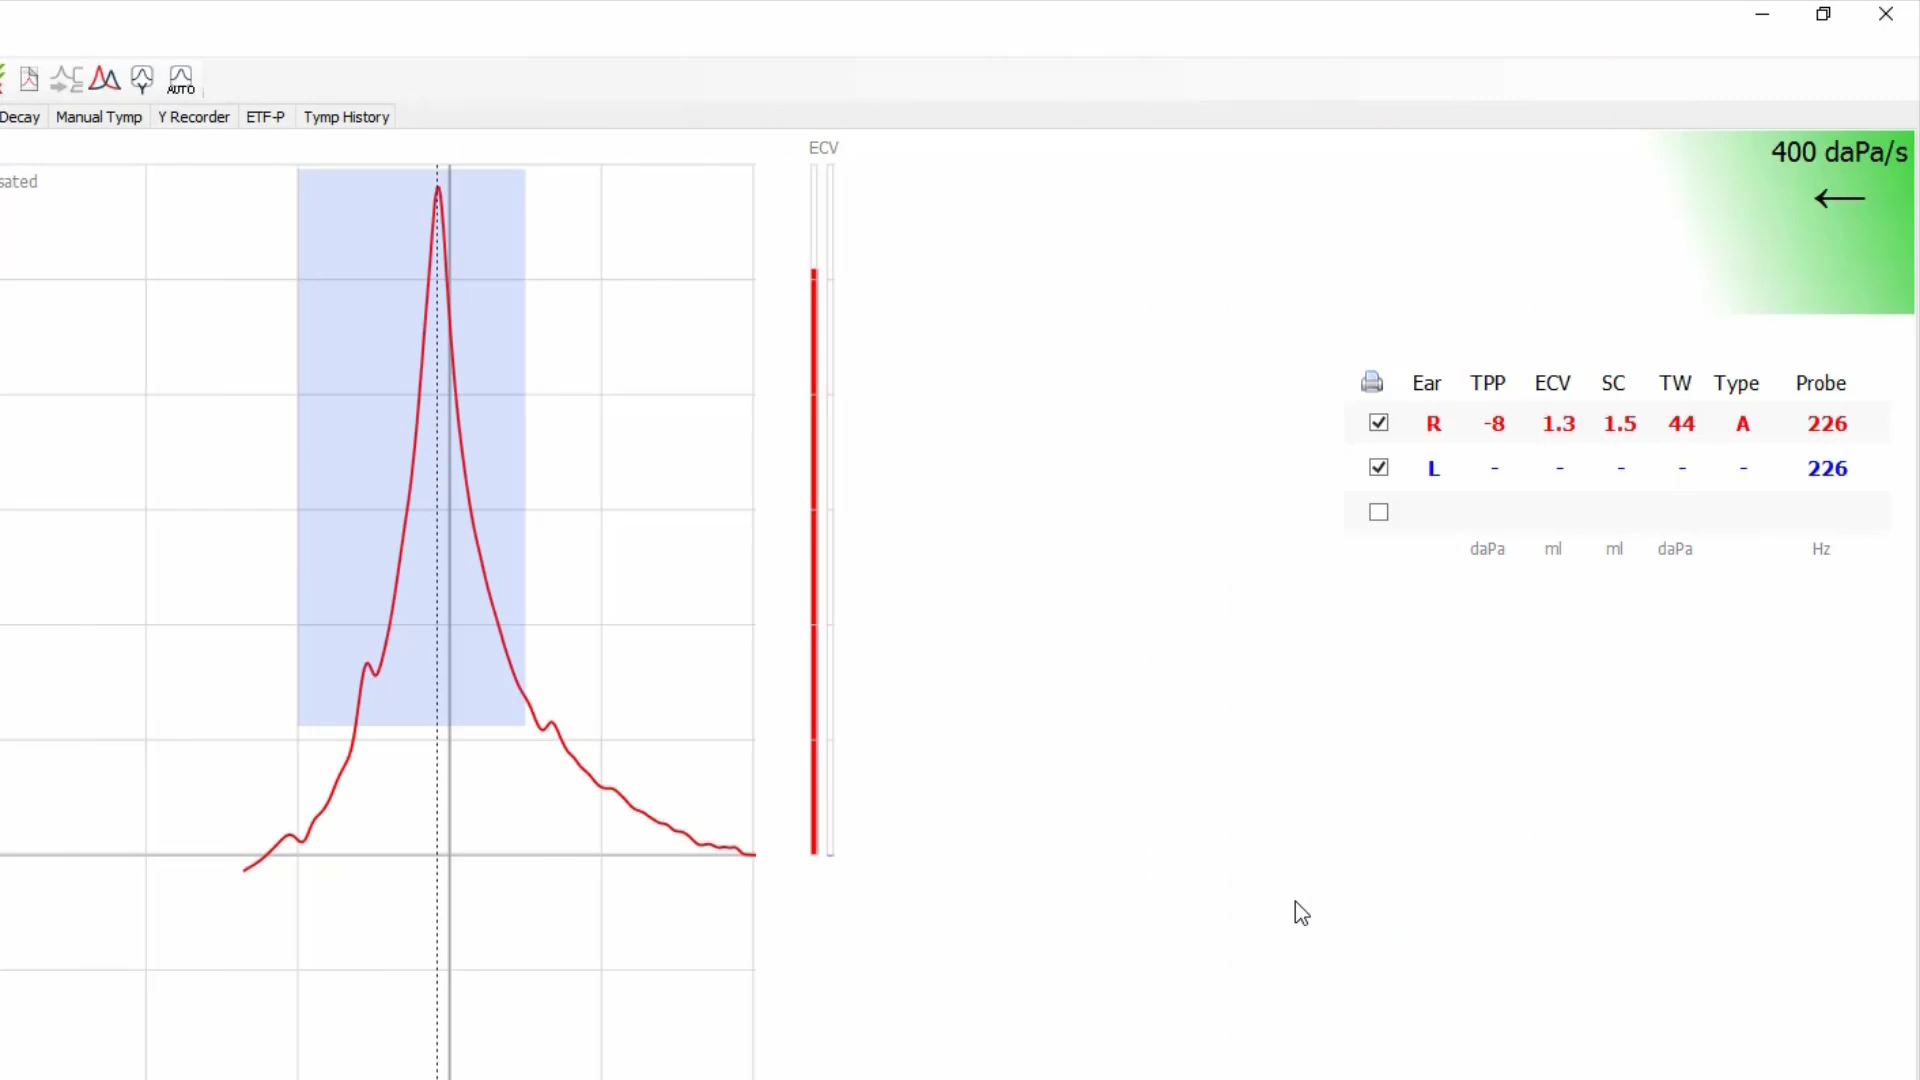 AUTO
Decay Manual Tymp Y Recorder ETF-P Tymp History
sated
ECV
400 daPa/s
←
Ear TPP ECV SC TW Type Probe
R -8 1.3 1.5 44 A 226
L - - - - - 226
daPa ml ml daPa Hz